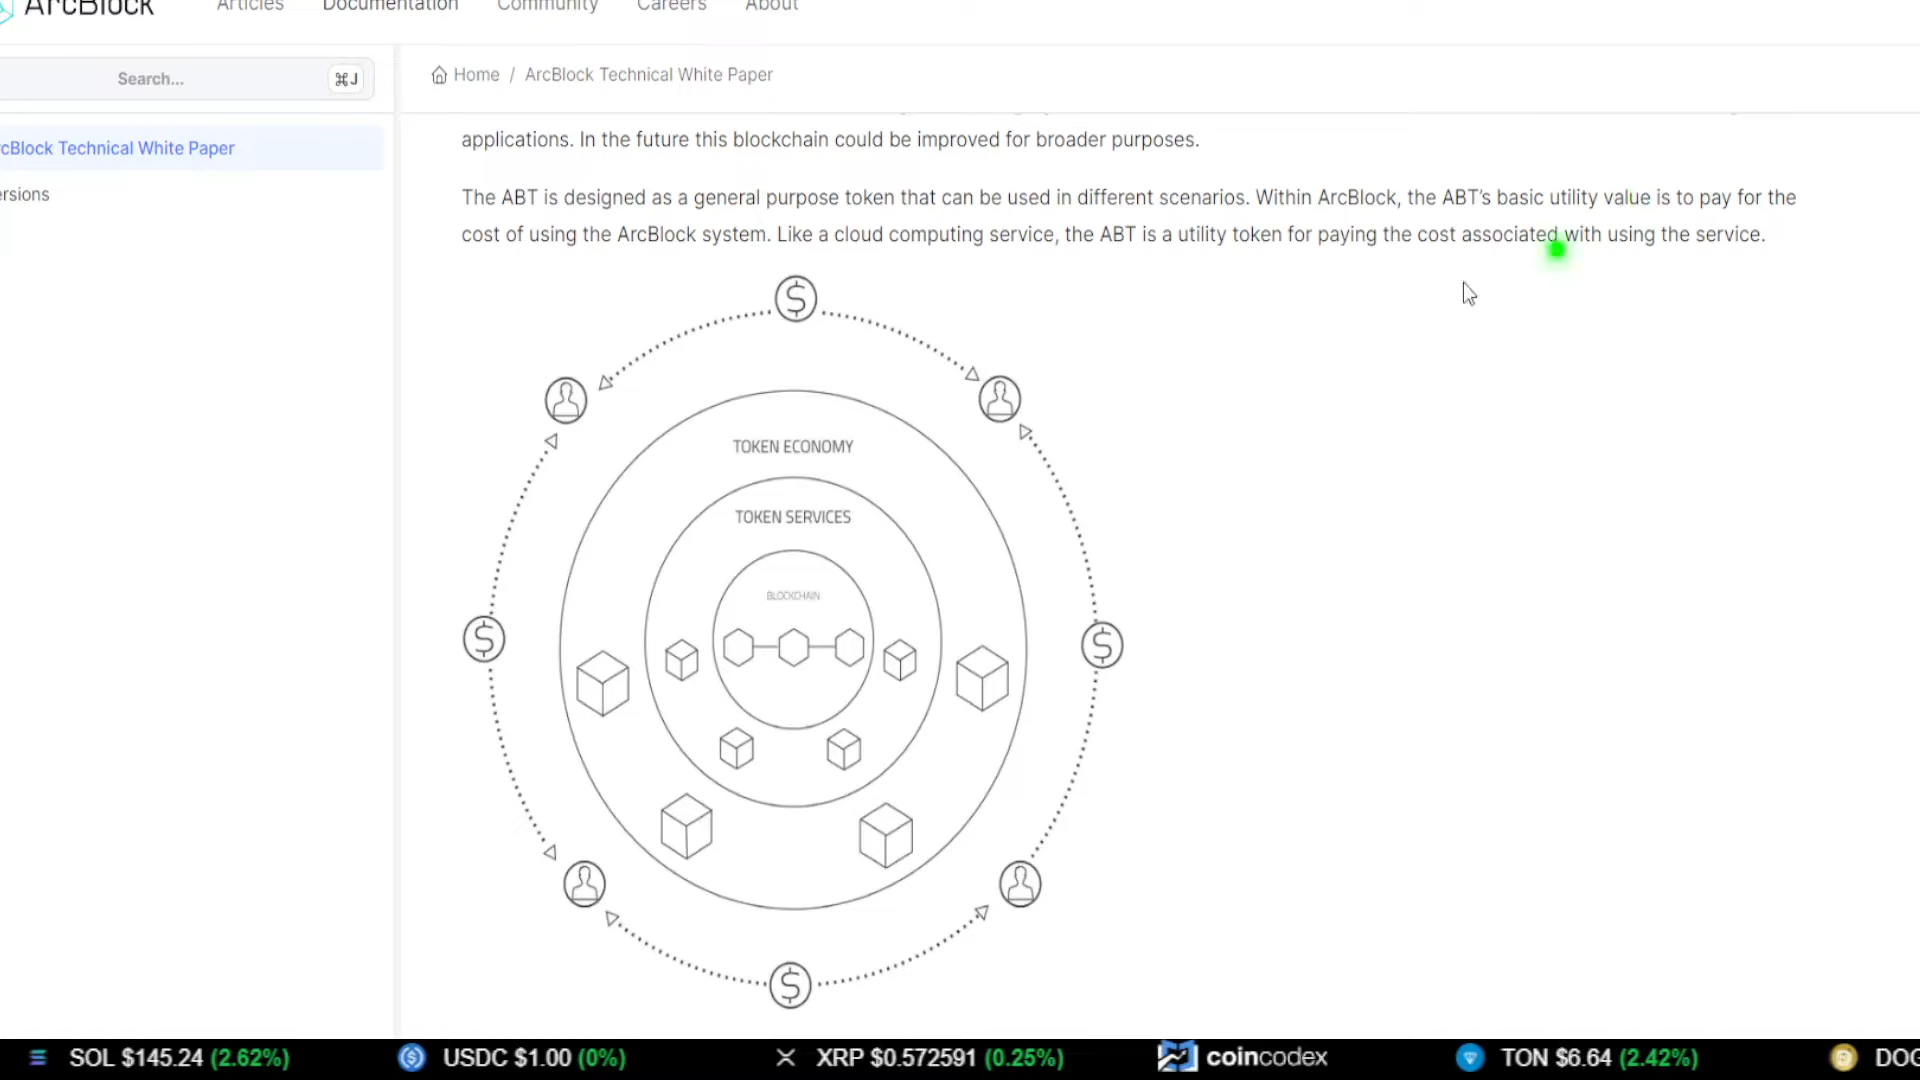 ArcBlock
Articles
Documentation
Community
Careers
About
Search...
⌘J
Home / ArcBlock Technical White Paper
cBlock Technical White Paper
ersions
applications. In the future this blockchain could be improved for broader purposes.
The ABT is designed as a general purpose token that can be used in different scenarios. Within ArcBlock, the ABT’s basic utility value is to pay for the
cost of using the ArcBlock system. Like a cloud computing service, the ABT is a utility token for paying the cost associated with using the service.
TOKEN ECONOMY
TOKEN SERVICES
BLOCKCHAIN
SOL $145.24 (2.62%)
USDC $1.00 (0%)
XRP $0.572591 (0.25%)
coincodex
TON $6.64 (2.42%)
DOG